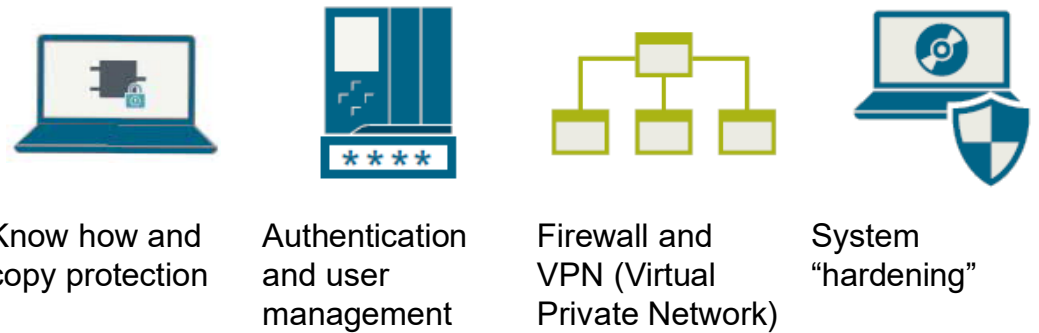 ****
Know how and
copy protection
Authentication
and user
management
Firewall and
VPN (Virtual
Private Network)
System
“hardening”